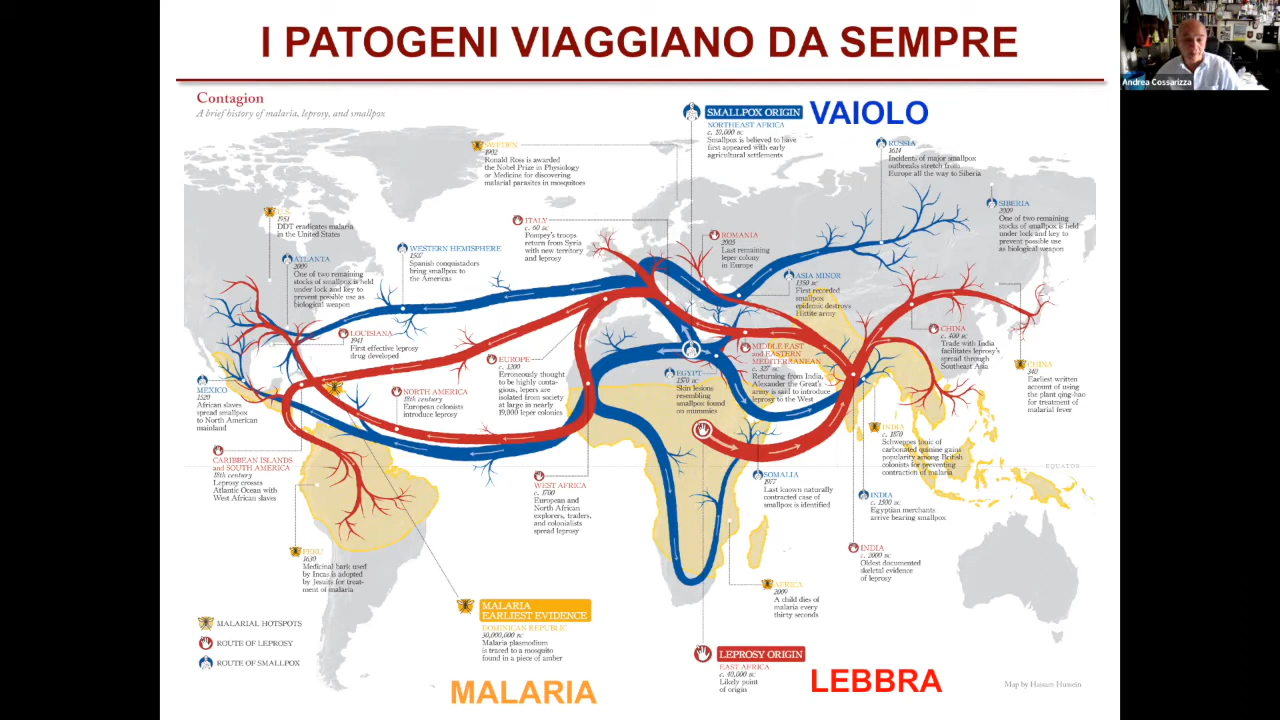 I PATOGENI VIAGGIANO DA SEMPRE
Andrea Cossarizza
Contagion
A brief history of malaria, leprosy, and smallpox
SMALLPOX ORIGIN
VAIOLO
NORTHEAST AFRICA
c. 10,000 BC
Smallpox is believed to have
first appeared with early
agricultural settlements
SWEDEN
1902
Ronald Ross is awarded
the Nobel Prize in Physiology
or Medicine for discovering
malarial parasites in mosquitoes
RUSSIA
1614
Incidents of major smallpox
outbreaks stretch from
Europe all the way to Siberia
U.S.
1951
DDT eradicates malaria
in the United States
ITALY
c. 60 BC
Pompey's troops
return from Syria
with new territory
and leprosy
ROMANIA
2005
Last remaining
leper colony
in Europe
SIBERIA
2009
One of two remaining
stocks of smallpox is held
under lock and key to
prevent possible use
as biological weapon
WESTERN HEMISPHERE
1507
Spanish conquistadors
bring smallpox to
the Americas
ATLANTA
2009
One of two remaining
stocks of smallpox is held
under lock and key to
prevent possible use as
biological weapon
ASIA MINOR
1350 BC
First recorded
smallpox
epidemic destroys
Hittite army
LOUISIANA
1941
First effective leprosy
drug developed
CHINA
c. 400 BC
Trade with India
facilitates leprosy's
spread through
Southeast Asia
MIDDLE EAST
and EASTERN
MEDITERRANEAN
c. 327 BC
Returning from India,
Alexander the Great's
army is said to introduce
leprosy to the West
EUROPE
c. 1200
Erroneously thought
to be highly conta-
gious, lepers are
isolated from society
at large in nearly
19,000 leper colonies
EGYPT
1570 BC
Skin lesions
resembling
smallpox found
on mummies
CHINA
340
Earliest written
account of using
the plant qing-hao
for treatment of
malarial fever
MEXICO
1520
African slaves
spread smallpox
to North American
mainland
NORTH AMERICA
18th century
European colonists
introduce leprosy
INDIA
c. 1870
Schweppes tonic of
carbonated quinine gains
popularity among British
colonists for preventing
contraction of malaria
EQUATOR
CARIBBEAN ISLANDS
and SOUTH AMERICA
18th century
Leprosy crosses
Atlantic Ocean with
West African slaves
WEST AFRICA
c. 1700
European and
North African
explorers, traders,
and colonialists
spread leprosy
SOMALIA
1977
Last known naturally
contracted case of
smallpox is identified
INDIA
c. 1500 BC
Egyptian merchants
arrive bearing smallpox
INDIA
c. 2000 BC
Oldest documented
skeletal evidence
of leprosy
PERU
1630
Medicinal bark used
by Incas is adopted
by Jesuits for treat-
ment of malaria
AFRICA
2009
A child dies of
malaria every
thirty seconds
MALARIA
EARLIEST EVIDENCE
DOMINICAN REPUBLIC
30,000,000 BC
Malaria plasmodium
is traced to a mosquito
found in a piece of amber
MALARIAL HOTSPOTS
ROUTE OF LEPROSY
ROUTE OF SMALLPOX
LEPROSY ORIGIN
EAST AFRICA
c. 40,000 BC
Likely point
of origin
LEBBRA
MALARIA
Map by Haisam Hussein